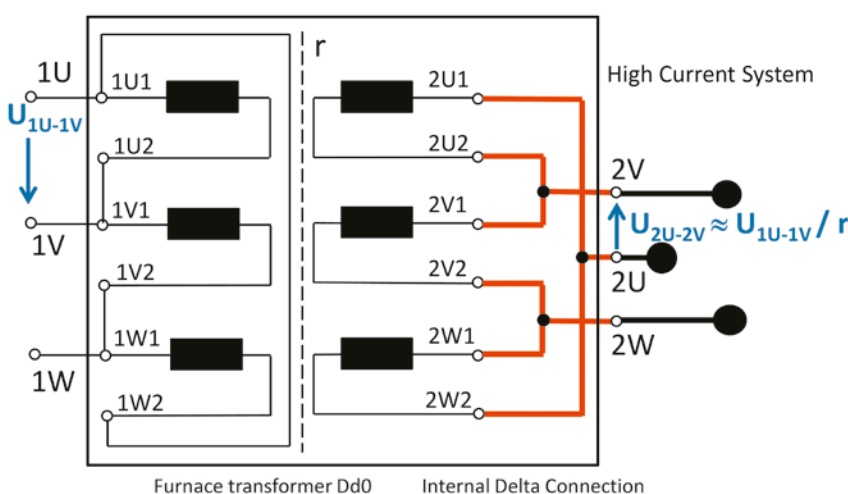 1U
U1U-1V
1V
1W
1U1
1U2
1V1
1V2
1W1
1W2
r
2U1
2U2
2V1
2V2
2W1
2W2
High Current System
2V
U2U-2V ≈ U1U-1V / r
2U
2W
Furnace transformer Dd0
Internal Delta Connection